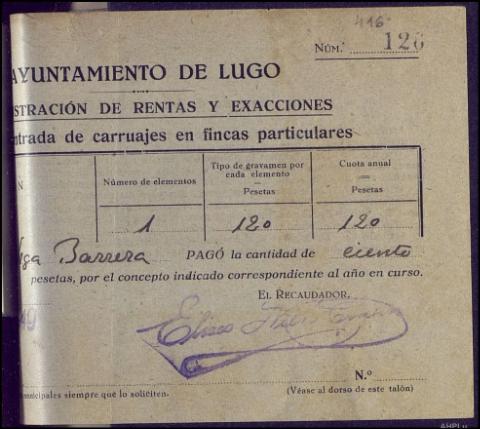 416
NÚM. 126
AYUNTAMIENTO DE LUGO
STRACIÓN DE RENTAS Y EXACCIONES
ntrada de carruajes en fincas particulares
N
Número de elementos
Tipo de gravamen por
cada elemento
Pesetas
Cuota anual
Pesetas
1 120 120
Barrera PAGÓ la cantidad de ciento
pesetas, por el concepto indicado correspondiente al año en curso.
EL RECAUDADOR,
49
Eliseo
N.º
unicipales siempre que lo soliciten.
(Véase al dorso de este talón)
AHPLu